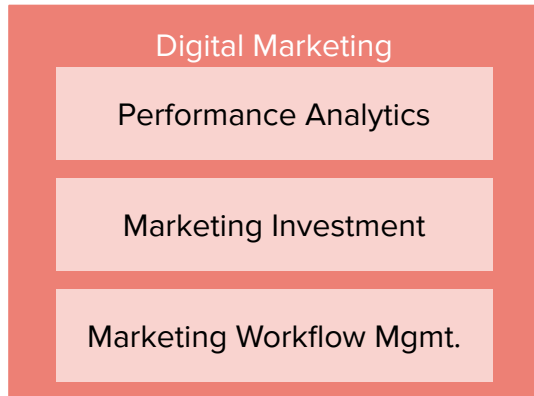 Digital Marketing
Performance Analytics
Marketing Investment
Marketing Workflow Mgmt.